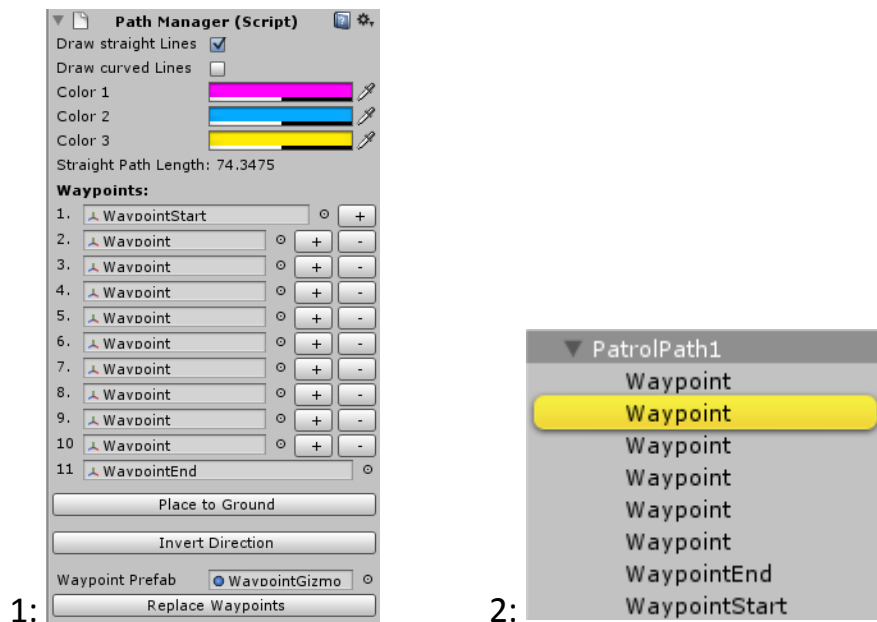 Path Manager (Script)
Draw straight Lines
Draw curved Lines
Color 1
Color 2
Color 3
Straight Path Length: 74.3475
Waypoints:
1. WaypointStart +
2. Waypoint + -
3. Waypoint + -
4. Waypoint + -
5. Waypoint + -
6. Waypoint + -
7. Waypoint + -
8. Waypoint + -
9. Waypoint + -
10 Waypoint + -
11 WaypointEnd
Place to Ground
Invert Direction
Waypoint Prefab WaypointGizmo
Replace Waypoints
1:
PatrolPath1
Waypoint
Waypoint
Waypoint
Waypoint
Waypoint
Waypoint
WaypointEnd
WaypointStart
2: